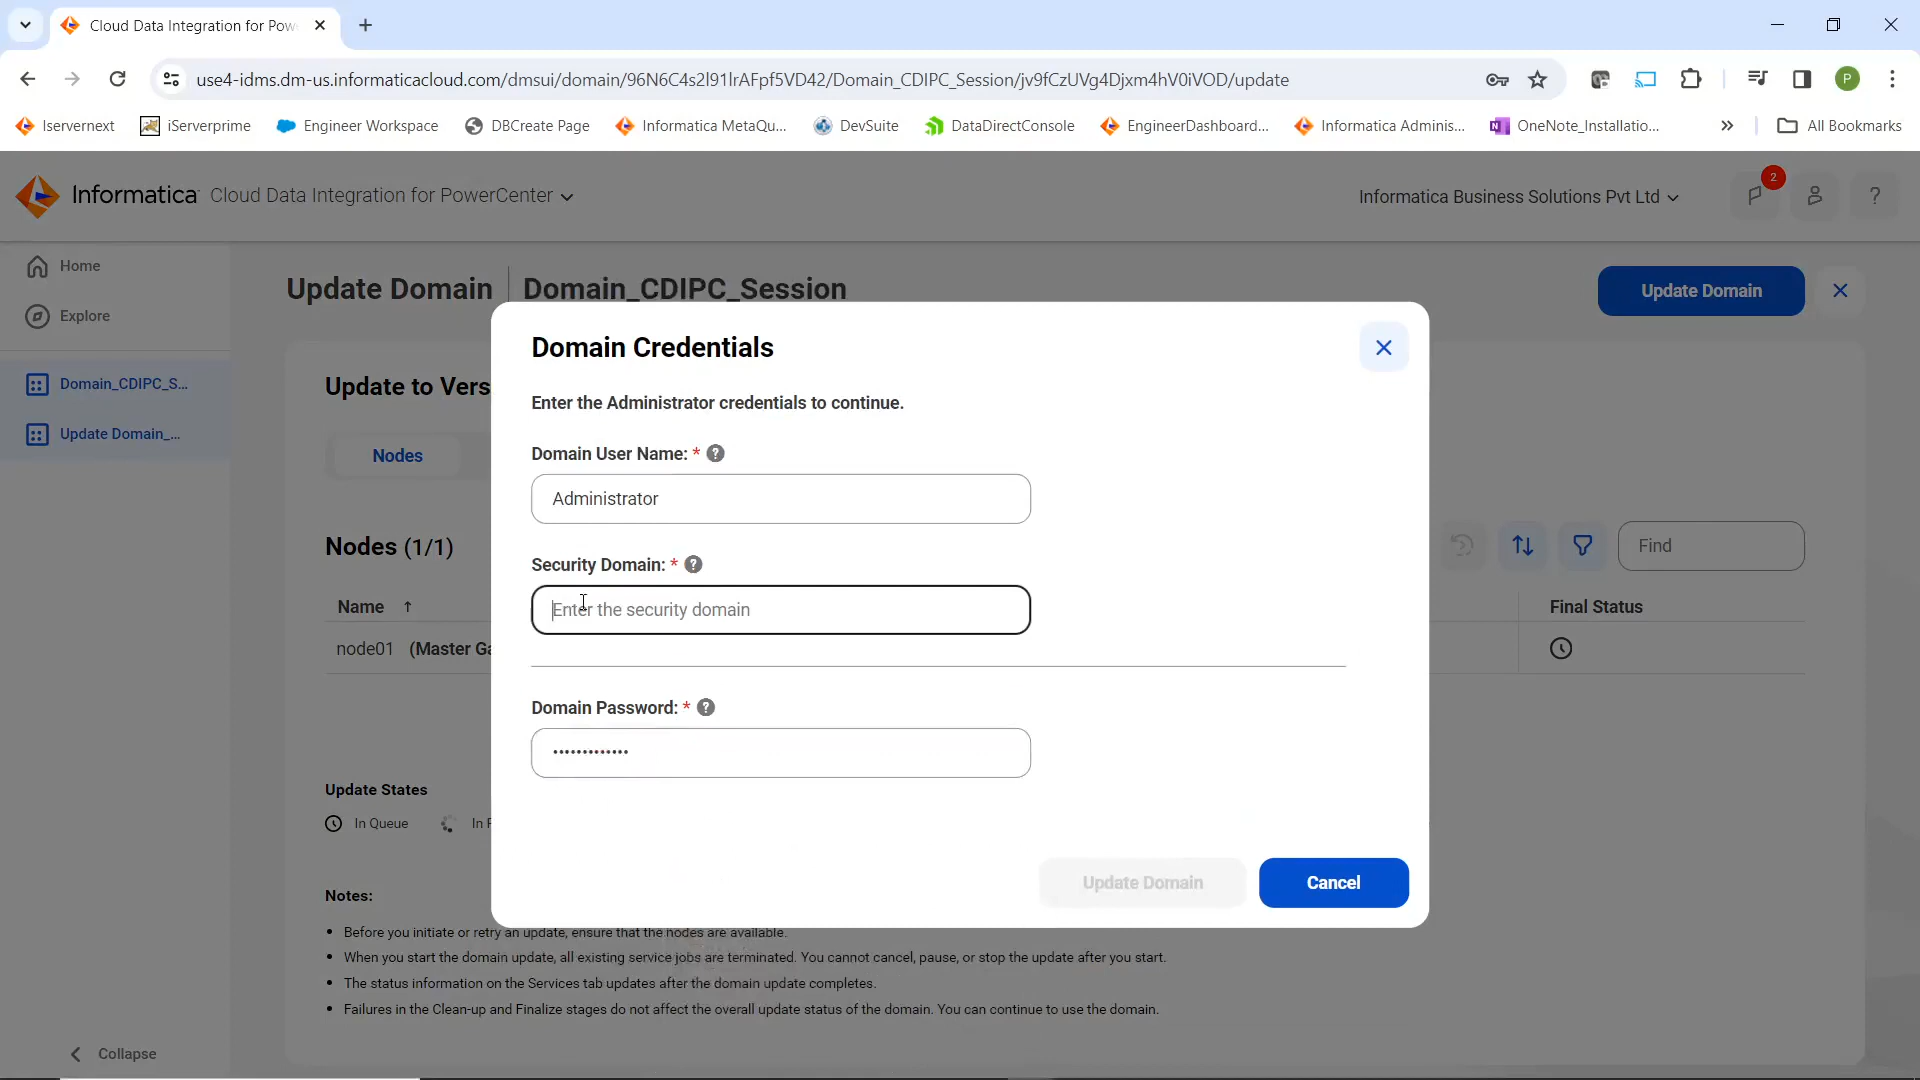 Cloud Data Integration for Pow
use4-idms.dm-us.informaticacloud.com/dmsui/domain/96N6C4s2l91lrAFpf5VD42/Domain_CDIPC_Session/jv9fCzUVg4Djxm4hV0iVOD/update
P
Iservernext
iServerprime
Engineer Workspace
DBCreate Page
Informatica MetaQu...
DevSuite
DataDirectConsole
EngineerDashboard...
Informatica Adminis...
OneNote_Installatio...
All Bookmarks
Informatica Cloud Data Integration for PowerCenter
Informatica Business Solutions Pvt Ltd
2
?
Home
Explore
Domain_CDIPC_S...
Update Domain_...
Collapse
Update Domain
Domain_CDIPC_Session
Update Domain
Update to Vers
Nodes
Nodes (1/1)
Find
Name ↑
Final Status
node01 (Master Ga
Domain Credentials
Enter the Administrator credentials to continue.
Domain User Name: * ?
Administrator
Security Domain: * ?
Enter the security domain
Domain Password: * ?
•••••••••••••
Update Domain
Cancel
Update States
In Queue
In P
Notes:
• Before you initiate or retry an update, ensure that the nodes are available.
• When you start the domain update, all existing service jobs are terminated. You cannot cancel, pause, or stop the update after you start.
• The status information on the Services tab updates after the domain update completes.
• Failures in the Clean-up and Finalize stages do not affect the overall update status of the domain. You can continue to use the domain.